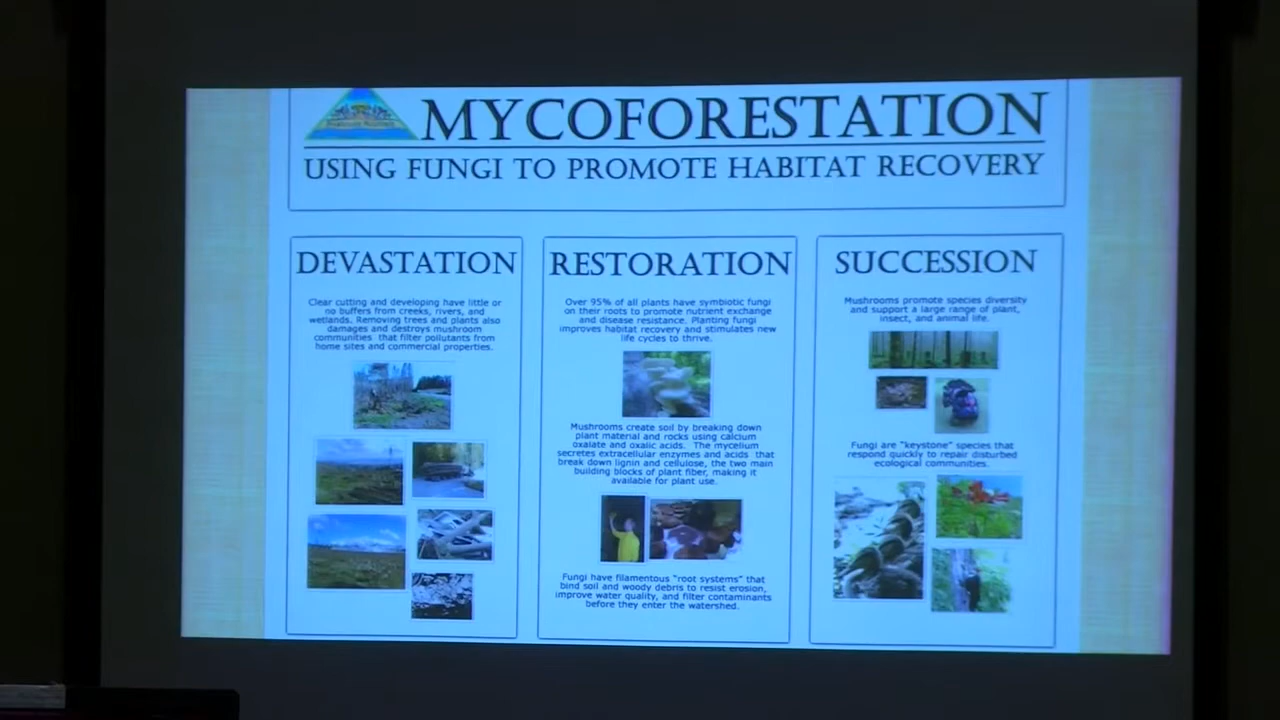 MYCOFORESTATION
USING FUNGI TO PROMOTE HABITAT RECOVERY
DEVASTATION
Clear cutting and developing have little or
no buffers from creeks, rivers, and
wetlands. Removing trees and plants also
damages and destroys mushroom
communities that filter pollutants from
home sites and commercial properties.
RESTORATION
Over 95% of all plants have symbiotic fungi
on their roots to promote nutrient exchange
and disease resistance. Planting fungi
improves habitat recovery and stimulates new
life cycles to thrive.
Mushrooms create soil by breaking down
plant material and rocks using calcium
oxalate and oxalic acids. The mycelium
secretes extracellular enzymes and acids that
break down lignin and cellulose, the two main
building blocks of plant fiber, making it
available for plant use.
Fungi have filamentous "root systems" that
bind soil and woody debris to resist erosion,
improve water quality, and filter contaminants
before they enter the watershed.
SUCCESSION
Mushrooms promote species diversity
and support a large range of plant,
insect, and animal life.
Fungi are "keystone" species that
respond quickly to repair disturbed
ecological communities.